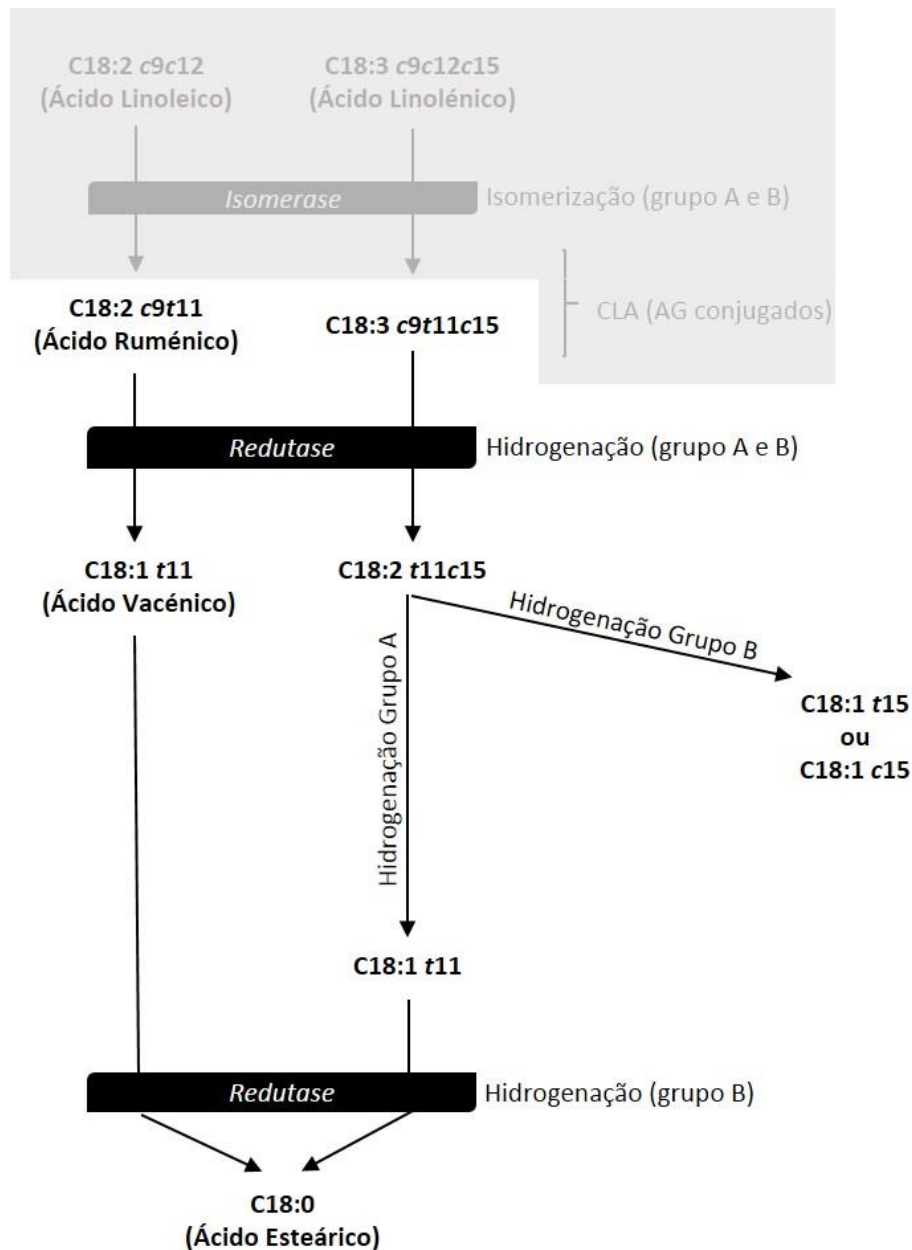 C18:2 c9c12
(Ácido Linoleico)
C18:3 c9c12c15
(Ácido Linolénico)
Isomerase
Isomerização (grupo A e B)
C18:2 c9t11
(Ácido Ruménico)
C18:3 c9t11c15
CLA (AG conjugados)
Redutase
Hidrogenação (grupo A e B)
C18:1 t11
(Ácido Vacénico)
C18:2 t11c15
Hidrogenação Grupo B
Hidrogenação Grupo A
C18:1 t15
ou
C18:1 c15
C18:1 t11
Redutase
Hidrogenação (grupo B)
C18:0
(Ácido Esteárico)